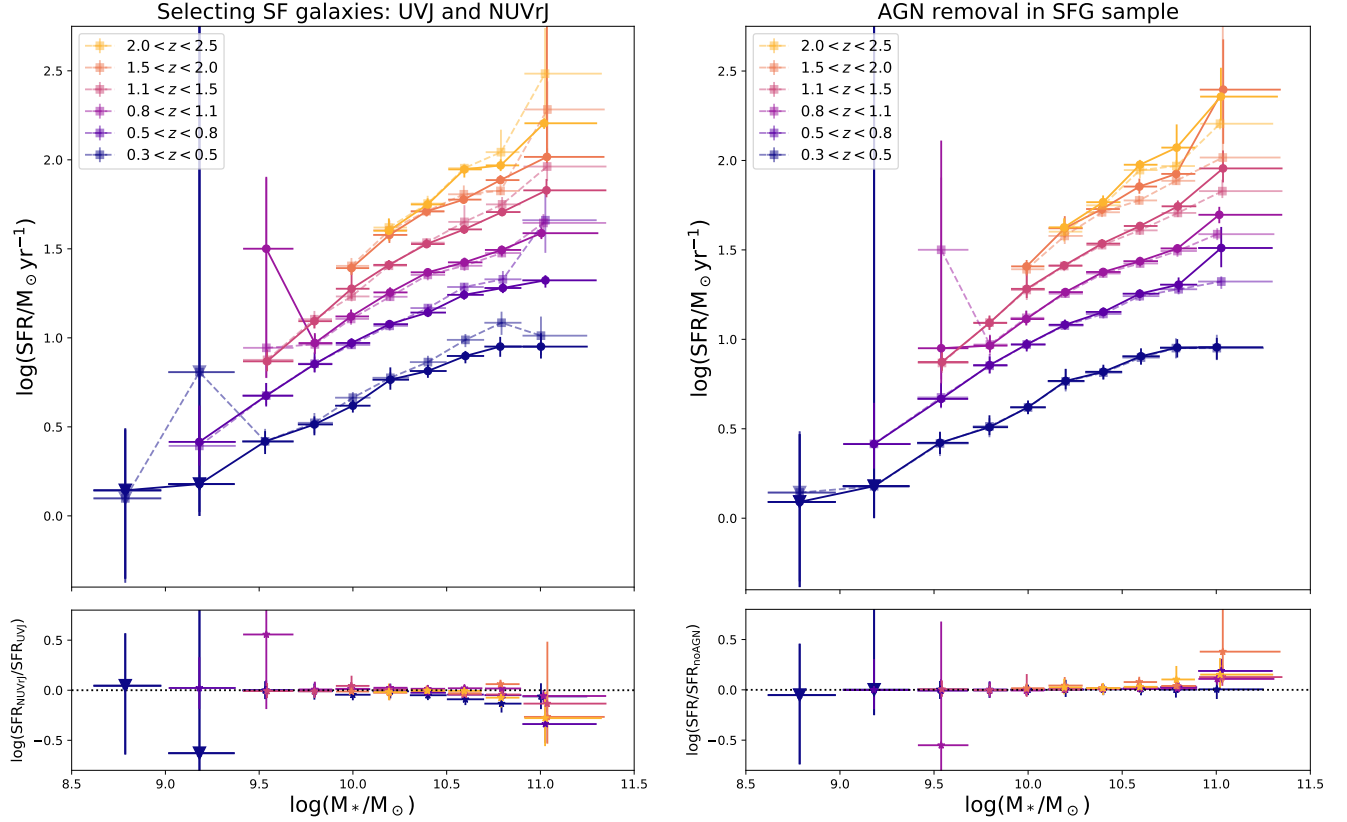 Selecting SF galaxies: UVJ and NUVrJ
2.0 < z < 2.5
1.5 < z < 2.0
1.1 < z < 1.5
0.8 < z < 1.1
0.5 < z < 0.8
0.3 < z < 0.5
log(SFR/M⊙yr⁻¹)
2.5
2.0
1.5
1.0
0.5
0.0
log(SFR_NUVrJ/SFR_UVJ)
0.5
0.0
−0.5
8.5 9.0 9.5 10.0 10.5 11.0 11.5
log(M∗/M⊙)
AGN removal in SFG sample
2.0 < z < 2.5
1.5 < z < 2.0
1.1 < z < 1.5
0.8 < z < 1.1
0.5 < z < 0.8
0.3 < z < 0.5
log(SFR/M⊙yr⁻¹)
2.5
2.0
1.5
1.0
0.5
0.0
log(SFR/SFR_noAGN)
0.5
0.0
−0.5
8.5 9.0 9.5 10.0 10.5 11.0 11.5
log(M∗/M⊙)